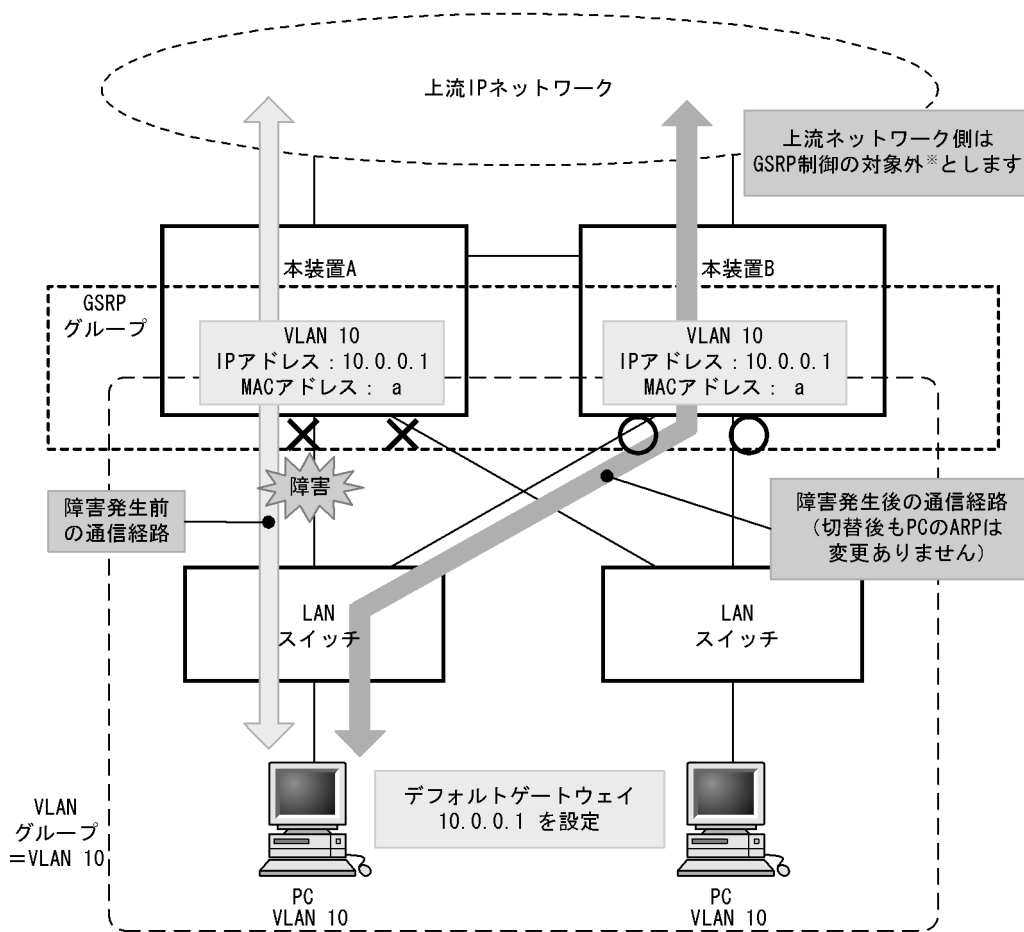 上流IPネットワーク
上流ネットワーク側は
GSRP制御の対象外※とします
本装置A
本装置B
GSRP
グループ
VLAN 10
IPアドレス：10.0.0.1
MACアドレス： a
VLAN 10
IPアドレス：10.0.0.1
MACアドレス： a
障害
障害発生前
の通信経路
障害発生後の通信経路
(切替後もPCのARPは
変更ありません)
LAN
スイッチ
LAN
スイッチ
デフォルトゲートウェイ
10.0.0.1 を設定
VLAN
グループ
＝VLAN 10
PC
VLAN 10
PC
VLAN 10